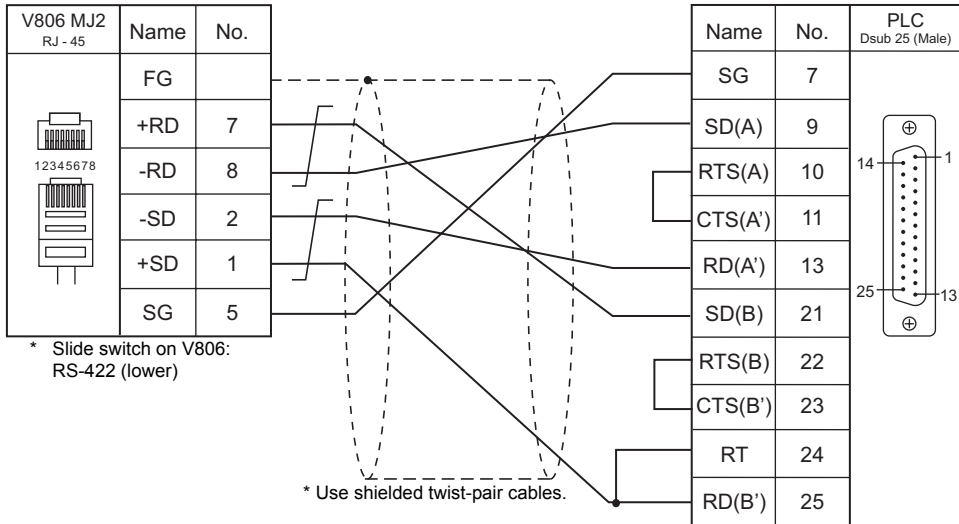 V806 MJ2
RJ - 45
Name
No.
FG
+RD 7
-RD 8
-SD 2
+SD 1
SG 5
12345678
* Slide switch on V806:
RS-422 (lower)
* Use shielded twist-pair cables.
Name
No.
PLC
Dsub 25 (Male)
SG 7
SD(A) 9
RTS(A) 10
CTS(A') 11
RD(A') 13
SD(B) 21
RTS(B) 22
CTS(B') 23
RT 24
RD(B') 25
14
1
25
13